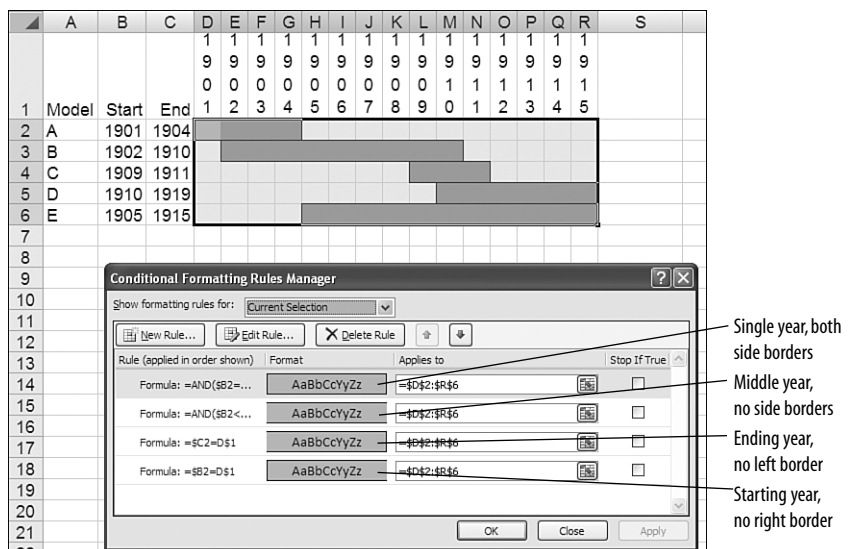 A B C D E F G H I J K L M N O P Q R S
1 Model Start End 1901 1902 1903 1904 1905 1906 1907 1908 1909 1910 1911 1912 1913 1914 1915
2 A 1901 1904
3 B 1902 1910
4 C 1909 1911
5 D 1910 1919
6 E 1905 1915
7
8
9
10
11
12
13
14
15
16
17
18
19
20
21
Conditional Formatting Rules Manager
Show formatting rules for: Current Selection
New Rule... Edit Rule... Delete Rule
Rule (applied in order shown) Format Applies to Stop If True
Formula: =AND($B2=... AaBbCcYyZz =$D$2:$R$6
Formula: =AND($B2<... AaBbCcYyZz =$D$2:$R$6
Formula: =$C2=D$1 AaBbCcYyZz =$D$2:$R$6
Formula: =$B2=D$1 AaBbCcYyZz =$D$2:$R$6
OK Close Apply
Single year, both
side borders
Middle year,
no side borders
Ending year,
no left border
Starting year,
no right border